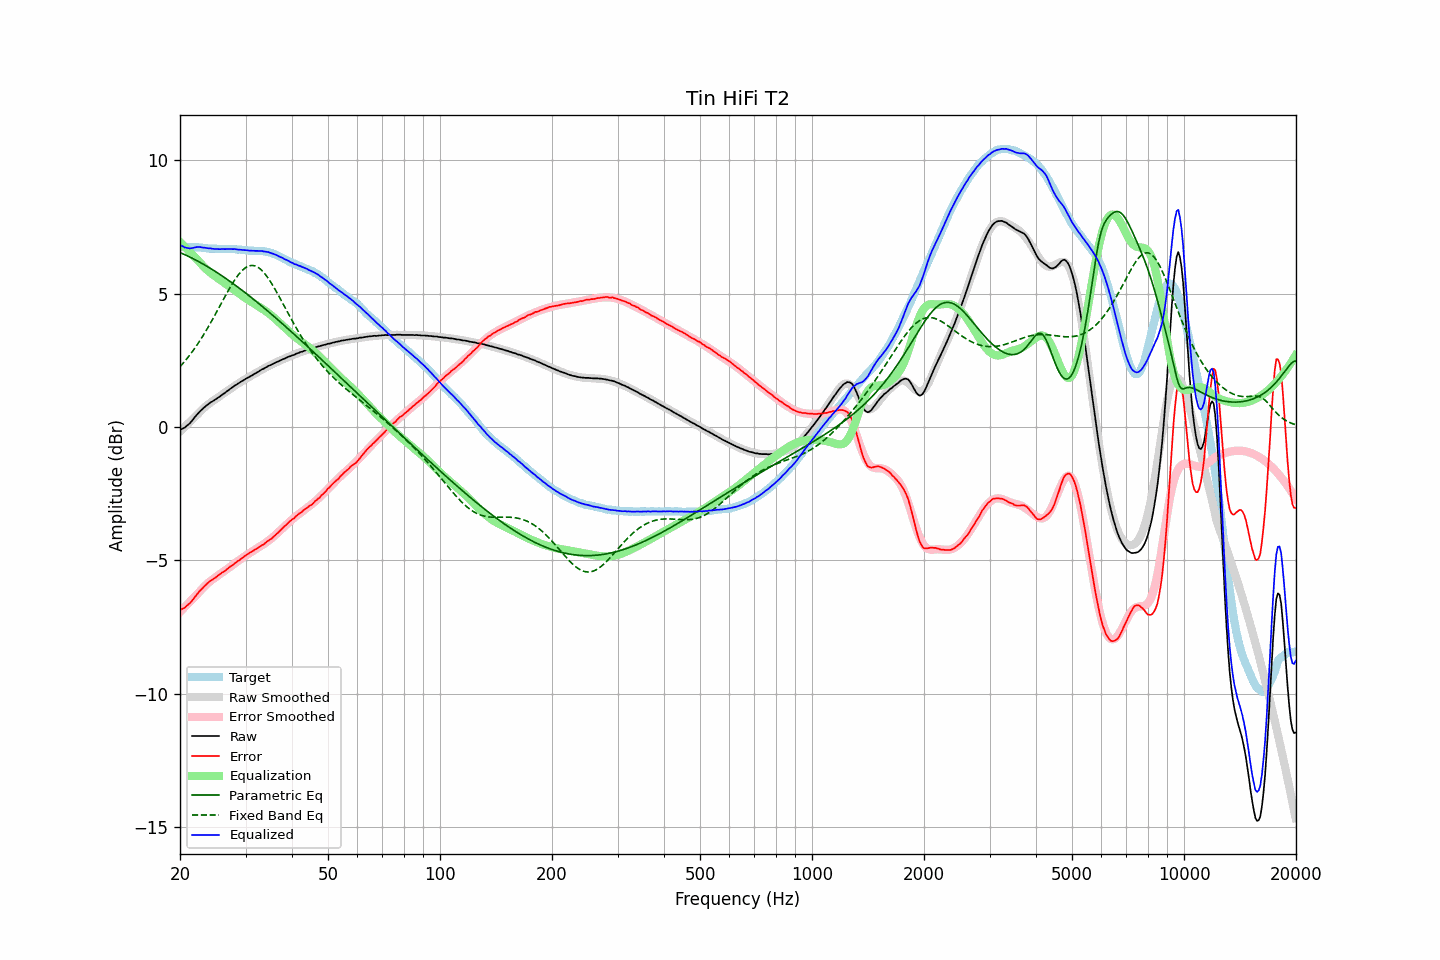 Tin HiFi T2
Amplitude (dBr)
10
5
0
−5
−10
−15
Target
Raw Smoothed
Error Smoothed
Raw
Error
Equalization
Parametric Eq
Fixed Band Eq
Equalized
20
50
100
200
500
1000
2000
5000
10000
20000
Frequency (Hz)